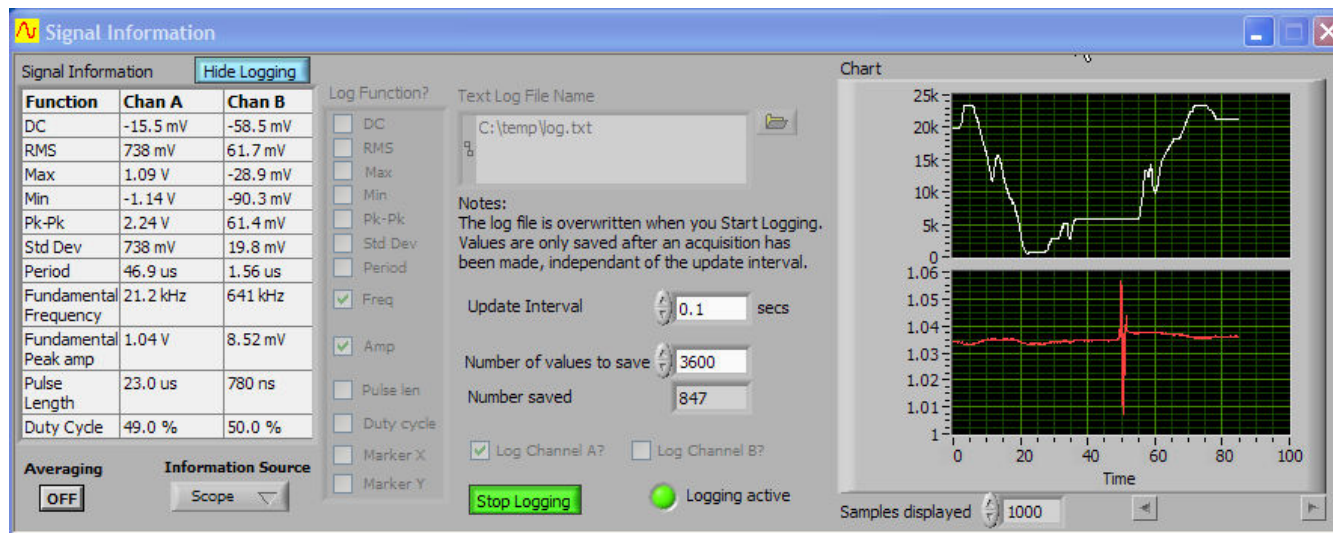 Signal Information
Signal Information
Hide Logging
Function Chan A Chan B
DC -15.5 mV -58.5 mV
RMS 738 mV 61.7 mV
Max 1.09 V -28.9 mV
Min -1.14 V -90.3 mV
Pk-Pk 2.24 V 61.4 mV
Std Dev 738 mV 19.8 mV
Period 46.9 us 1.56 us
Fundamental 21.2 kHz 641 kHz
Frequency
Fundamental 1.04 V 8.52 mV
Peak amp
Pulse 23.0 us 780 ns
Length
Duty Cycle 49.0 % 50.0 %
Averaging
OFF
Information Source
Scope
Log Function?
DC
RMS
Max
Min
Pk-Pk
Std Dev
Period
Freq
Amp
Pulse len
Duty cycle
Marker X
Marker Y
Text Log File Name
C:\temp\log.txt
Notes:
The log file is overwritten when you Start Logging.
Values are only saved after an acquisition has
been made, independant of the update interval.
Update Interval 0.1 secs
Number of values to save 3600
Number saved 847
Log Channel A? Log Channel B?
Stop Logging
Logging active
Chart
25k
20k
15k
10k
5k
0
1.06
1.05
1.04
1.03
1.02
1.01
1
0 20 40 60 80 100
Time
Samples displayed 1000